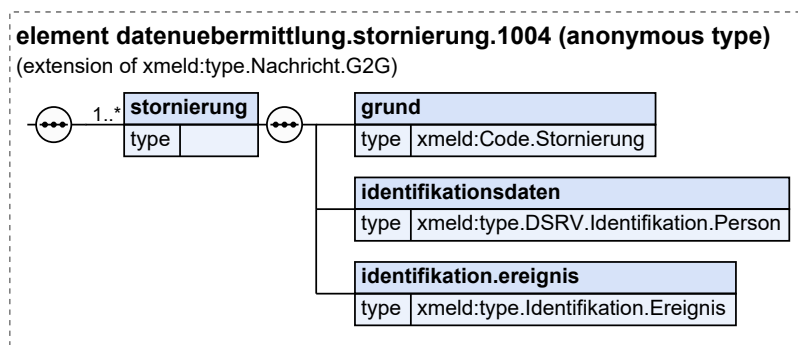 element datenuebermittlung.stornierung.1004 (anonymous type)
(extension of xmeld:type.Nachricht.G2G)
1..*
stornierung
type
grund
type xmeld:Code.Stornierung
identifikationsdaten
type xmeld:type.DSRV.Identifikation.Person
identifikation.ereignis
type xmeld:type.Identifikation.Ereignis